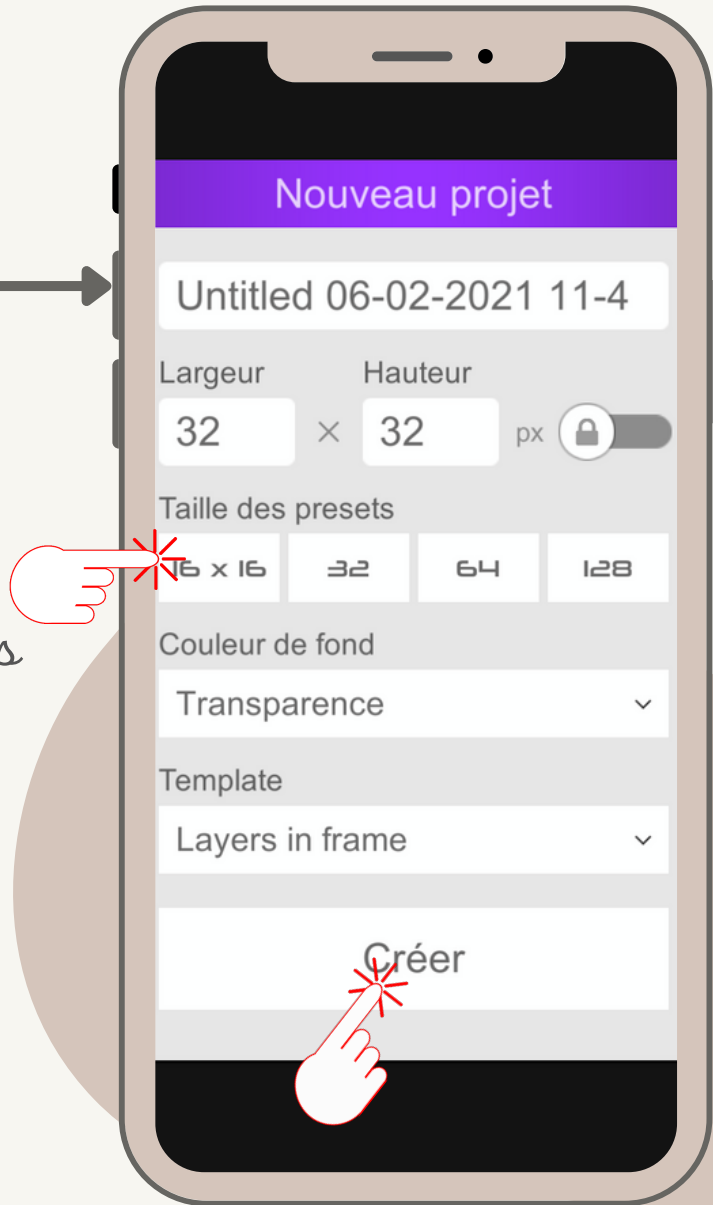 Nouveau projet
Untitled 06-02-2021 11-4
Largeur Hauteur
32 × 32 px
Taille des presets
16 x 16 32 64 128
Couleur de fond
Transparence
Template
Layers in frame
Créer